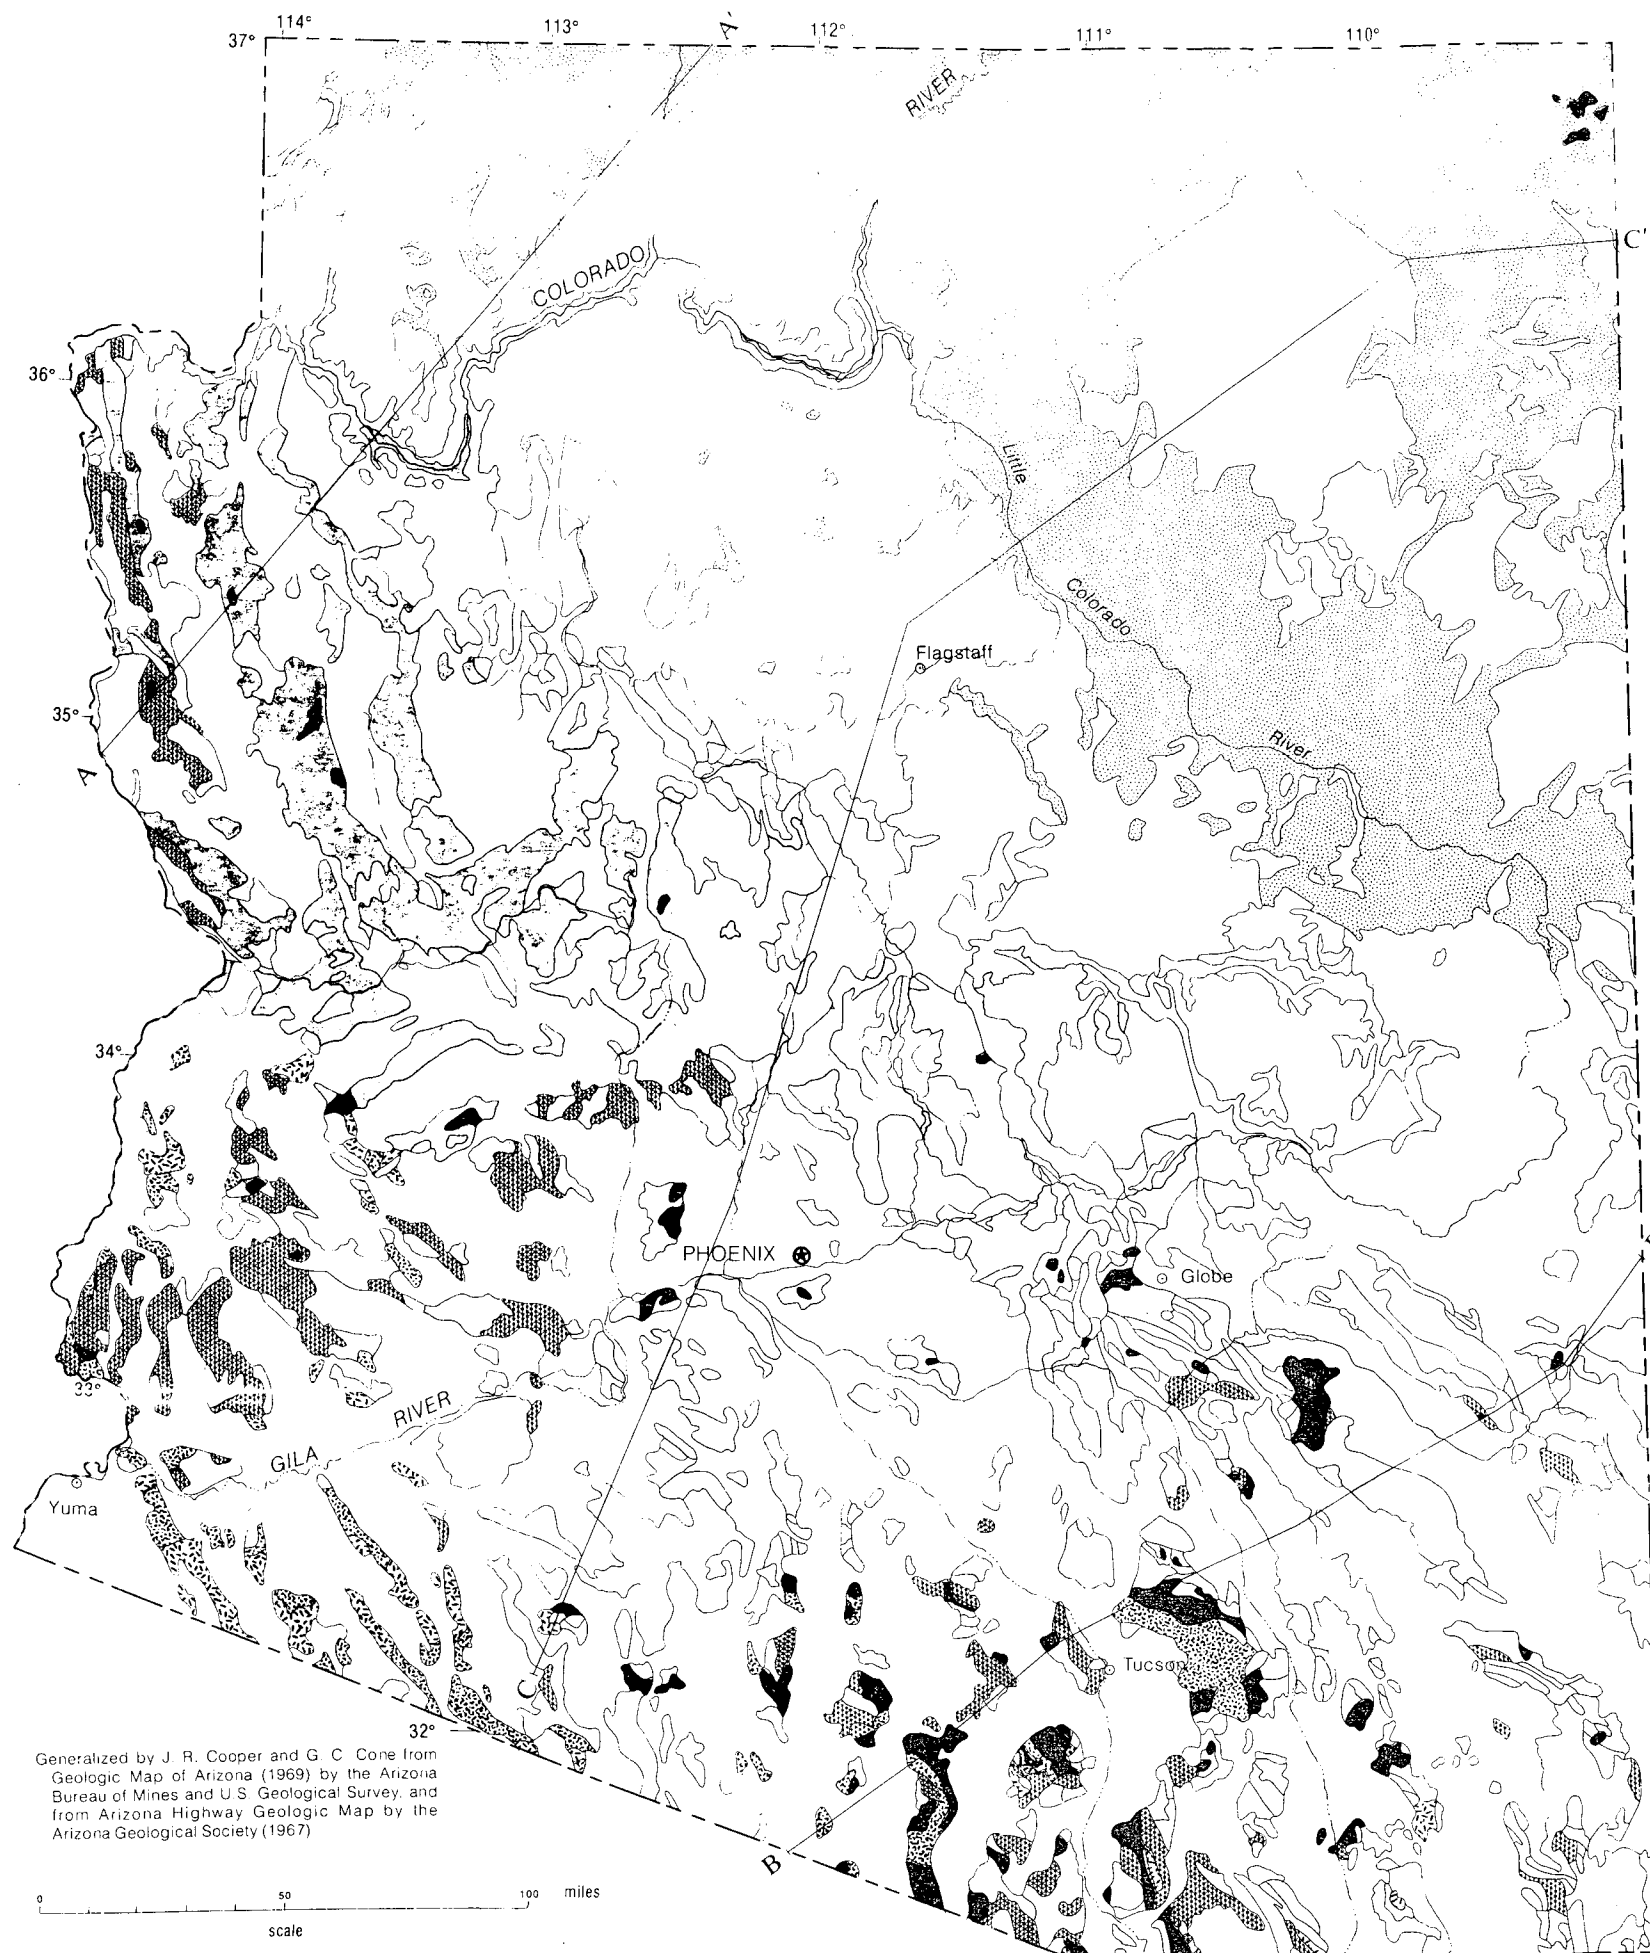 114°
113°
A'
112°
111°
110°
37°
RIVER
C'
COLORADO
36°
Little
Colorado
Flagstaff
35°
River
A
34°
PHOENIX
Globe
33°
RIVER
GILA
Yuma
Tucson
C
32°
Generalized by J. R. Cooper and G. C. Cone from
Geologic Map of Arizona (1969) by the Arizona
Bureau of Mines and U.S. Geological Survey, and
from Arizona Highway Geologic Map by the
Arizona Geological Society (1967)
B
0 50 100 miles
scale